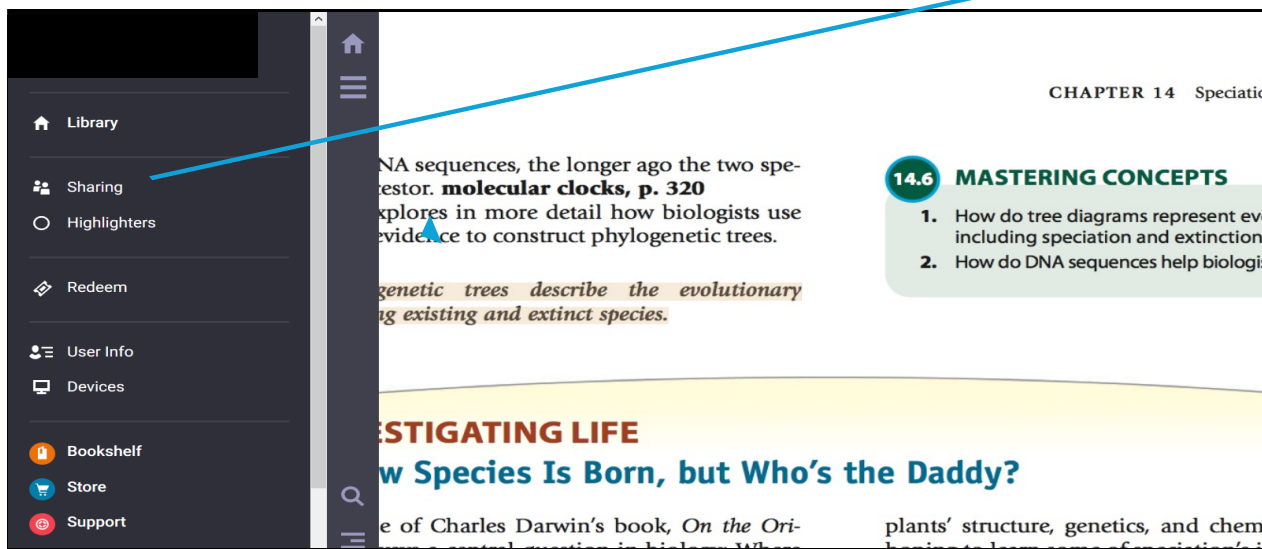 Library
Sharing
Highlighters
Redeem
User Info
Devices
Bookshelf
Store
Support
CHAPTER 14 Speciatio
NA sequences, the longer ago the two spe-
estor. molecular clocks, p. 320
xplores in more detail how biologists use
evidence to construct phylogenetic trees.
genetic trees describe the evolutionary
ng existing and extinct species.
14.6 MASTERING CONCEPTS
1. How do tree diagrams represent ev
including speciation and extinction
2. How do DNA sequences help biologis
ESTIGATING LIFE
w Species Is Born, but Who's the Daddy?
e of Charles Darwin's book, On the Ori-
plants' structure, genetics, and chem